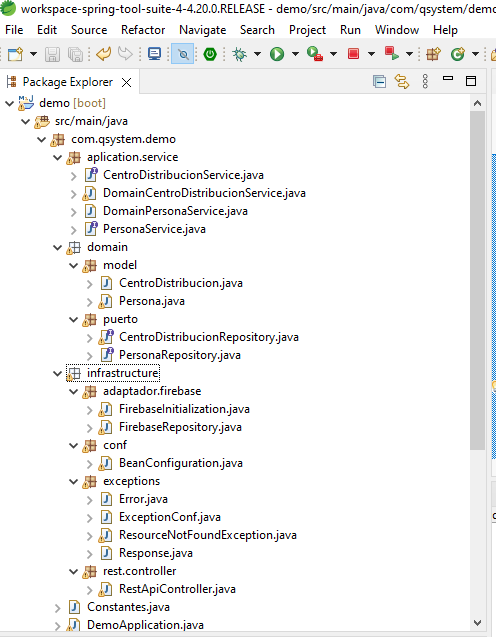 workspace-spring-tool-suite-4-4.20.0.RELEASE - demo/src/main/java/com/qsystem/demo
File Edit Source Refactor Navigate Search Project Run Window Help
Package Explorer
demo [boot]
src/main/java
com.qsystem.demo
aplication.service
CentroDistribucionService.java
DomainCentroDistribucionService.java
DomainPersonaService.java
PersonaService.java
domain
model
CentroDistribucion.java
Persona.java
puerto
CentroDistribucionRepository.java
PersonaRepository.java
infrastructure
adaptador.firebase
FirebaseInitialization.java
FirebaseRepository.java
conf
BeanConfiguration.java
exceptions
Error.java
ExceptionConf.java
ResourceNotFoundException.java
Response.java
rest.controller
RestApiController.java
Constantes.java
DemoApplication.java